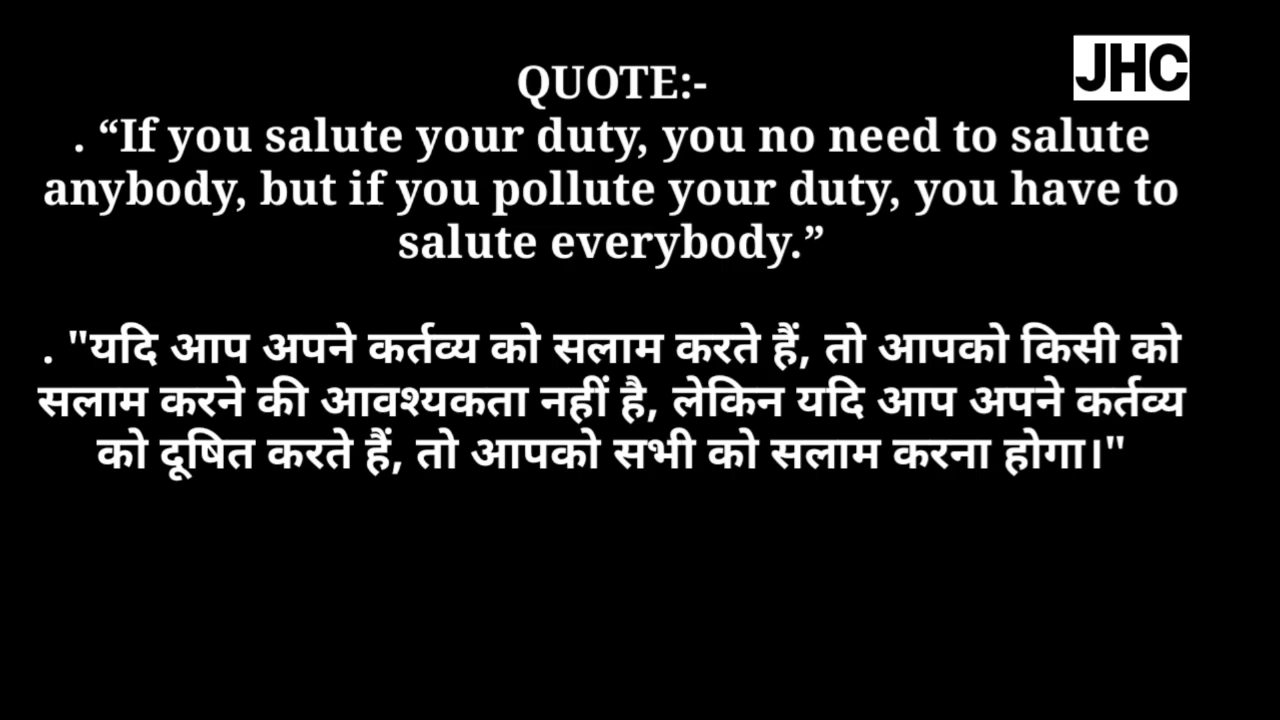 JHC
QUOTE:-
. “If you salute your duty, you no need to salute
anybody, but if you pollute your duty, you have to
salute everybody.”
. "यदि आप अपने कर्तव्य को सलाम करते हैं, तो आपको किसी को
सलाम करने की आवश्यकता नहीं है, लेकिन यदि आप अपने कर्तव्य
को दूषित करते हैं, तो आपको सभी को सलाम करना होगा।"